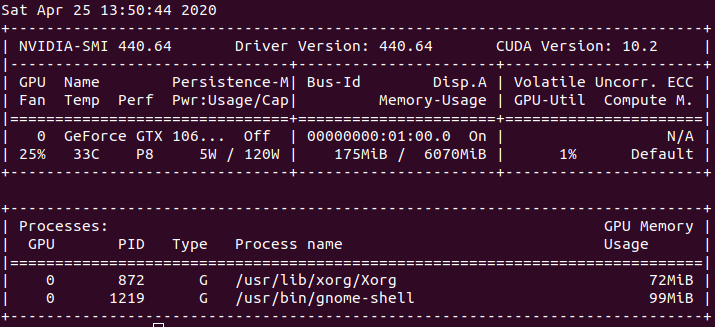 Sat Apr 25 13:50:44 2020
+-----------------------------------------------------------------------------+
| NVIDIA-SMI 440.64       Driver Version: 440.64       CUDA Version: 10.2     |
|-------------------------------+----------------------+----------------------+
| GPU  Name        Persistence-M| Bus-Id        Disp.A | Volatile Uncorr. ECC |
| Fan  Temp  Perf  Pwr:Usage/Cap|         Memory-Usage | GPU-Util  Compute M. |
|===============================+======================+======================|
|   0  GeForce GTX 106...  Off  | 00000000:01:00.0  On |                  N/A |
| 25%   33C    P8     5W / 120W |    175MiB /  6070MiB |      1%      Default |
+-------------------------------+----------------------+----------------------+
+-----------------------------------------------------------------------------+
| Processes:                                                       GPU Memory |
|  GPU       PID   Type   Process name                             Usage      |
|=============================================================================|
|    0       872      G   /usr/lib/xorg/Xorg                            72MiB |
|    0      1219      G   /usr/bin/gnome-shell                          99MiB |
+-----------------------------------------------------------------------------+